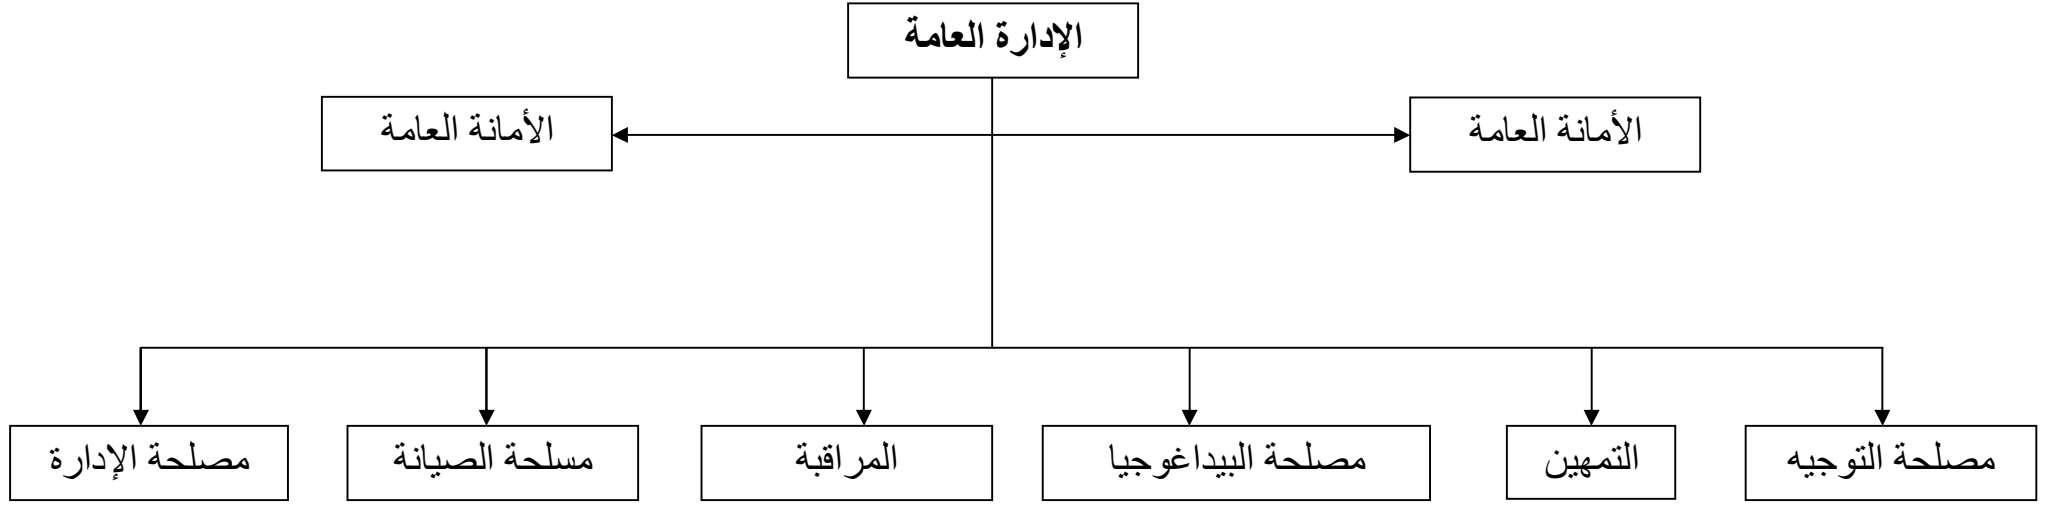 الإدارة العامة
الأمانة العامة
الأمانة العامة
مصلحة التوجيه
التمهين
مصلحة البيداغوجيا
المراقبة
مسلحة الصيانة
مصلحة الإدارة